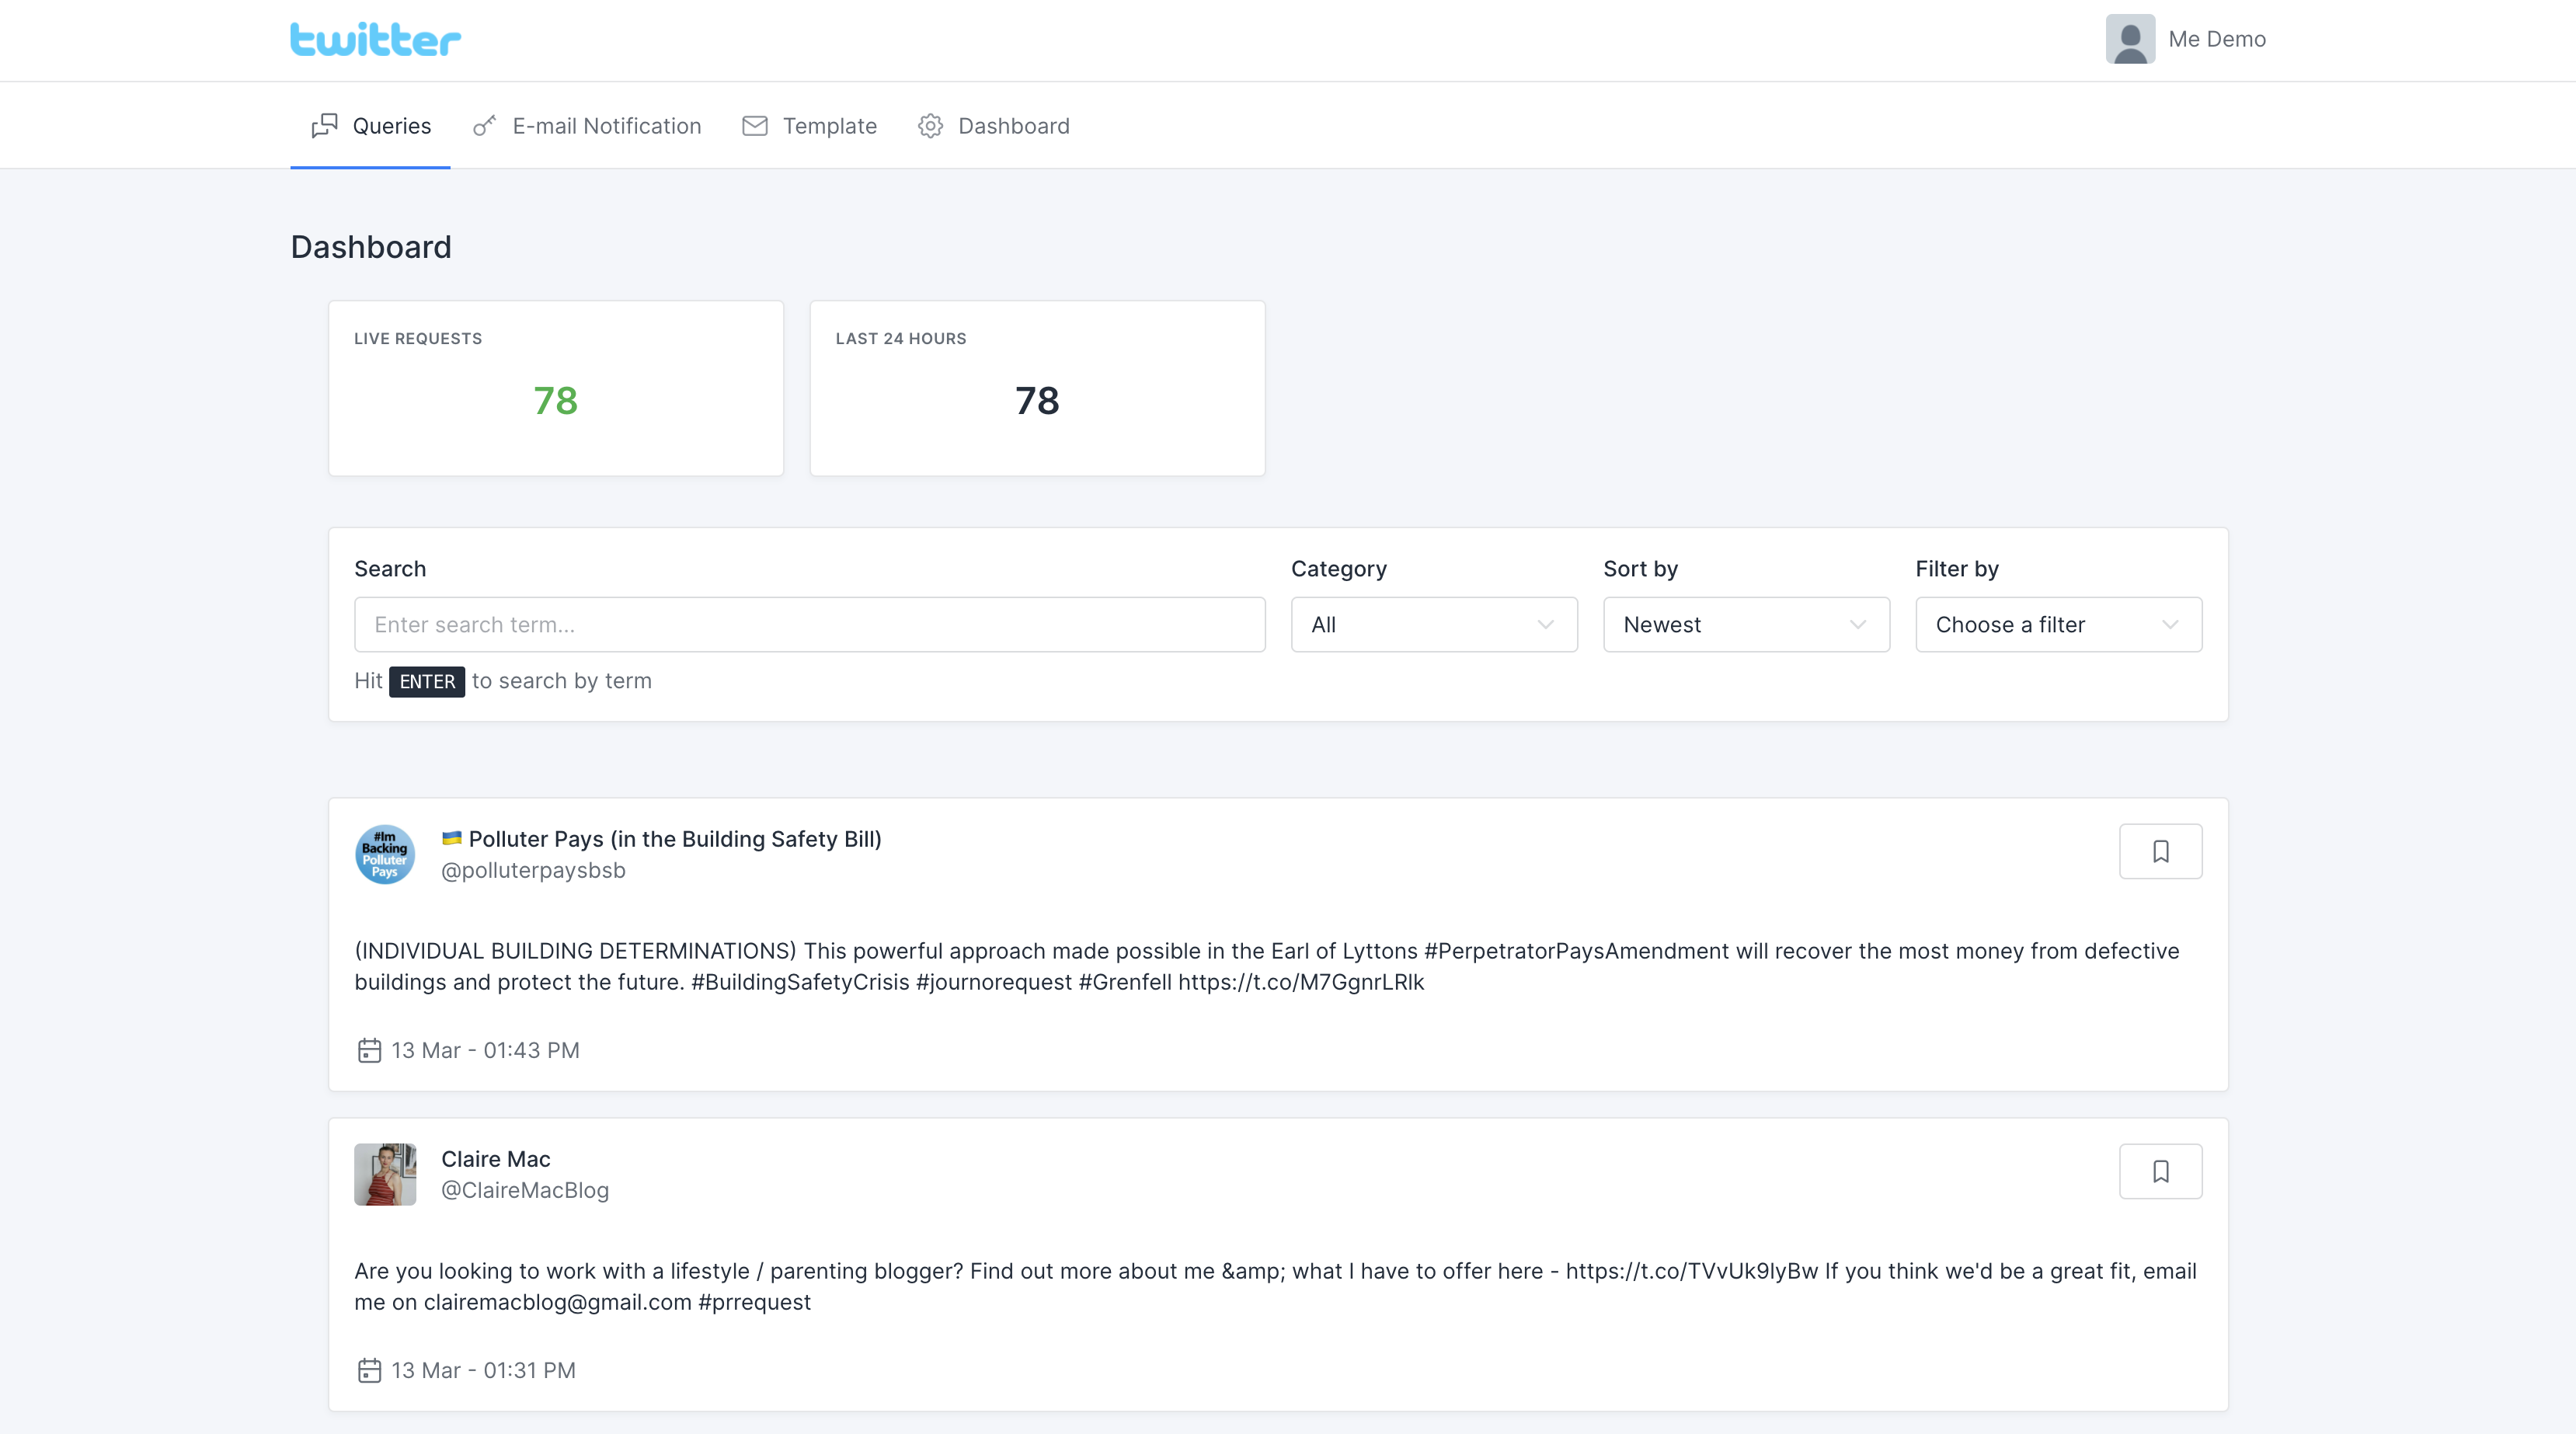 twitter
Me Demo
Queries
E-mail Notification
Template
Dashboard
Dashboard
LIVE REQUESTS
78
LAST 24 HOURS
78
Search
Category
Sort by
Filter by
Enter search term...
All
Newest
Choose a filter
Hit ENTER to search by term
#Im
Backing
Polluter
Pays
🇺🇦 Polluter Pays (in the Building Safety Bill)
@polluterpaysbsb
(INDIVIDUAL BUILDING DETERMINATIONS) This powerful approach made possible in the Earl of Lyttons #PerpetratorPaysAmendment will recover the most money from defective
buildings and protect the future. #BuildingSafetyCrisis #journorequest #Grenfell https://t.co/M7GgnrLRlk
13 Mar - 01:43 PM
Claire Mac
@ClaireMacBlog
Are you looking to work with a lifestyle / parenting blogger? Find out more about me &amp; what I have to offer here - https://t.co/TVvUk9lyBw If you think we'd be a great fit, email
me on clairemacblog@gmail.com #prrequest
13 Mar - 01:31 PM